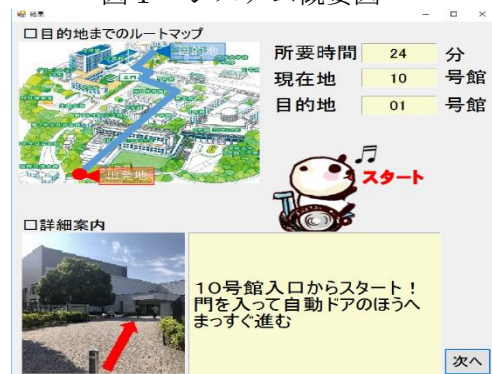 図1 システム概要図
結果
□目的地までのルートマップ
所要時間 24 分
現在地 10 号館
目的地 01 号館
出発地
スタート
□詳細案内
10号館入口からスタート!
門を入って自動ドアのほうへ
まっすぐ進む
次へ